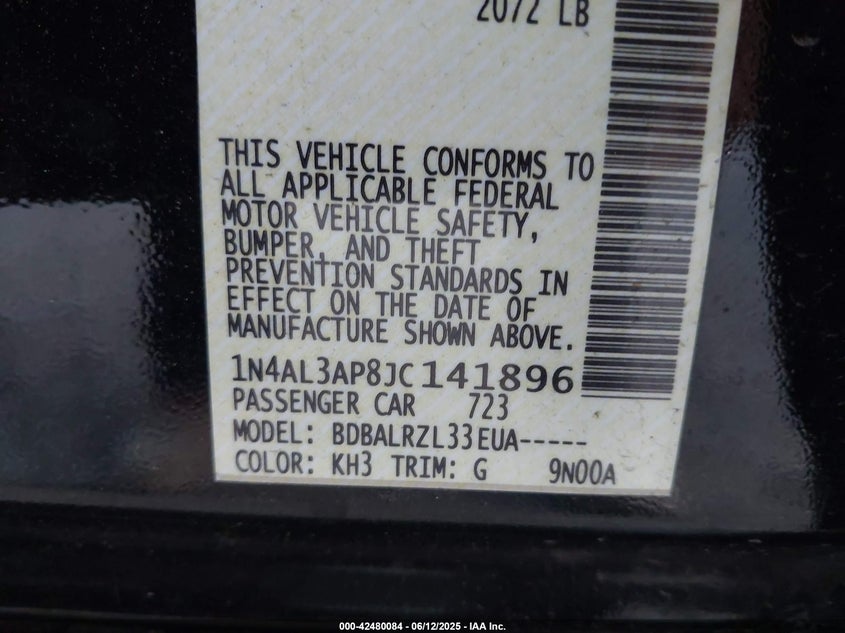 2072 LB
THIS VEHICLE CONFORMS TO
ALL APPLICABLE FEDERAL
MOTOR VEHICLE SAFETY,
BUMPER, AND THEFT
PREVENTION STANDARDS IN
EFFECT ON THE DATE OF
MANUFACTURE SHOWN ABOVE.
1N4AL3AP8JC141896
PASSENGER CAR 723
MODEL: BDBALRZL33EUA-----
COLOR: KH3 TRIM: G 9N00A
000-42480084 - 06/12/2025 - IAA Inc.